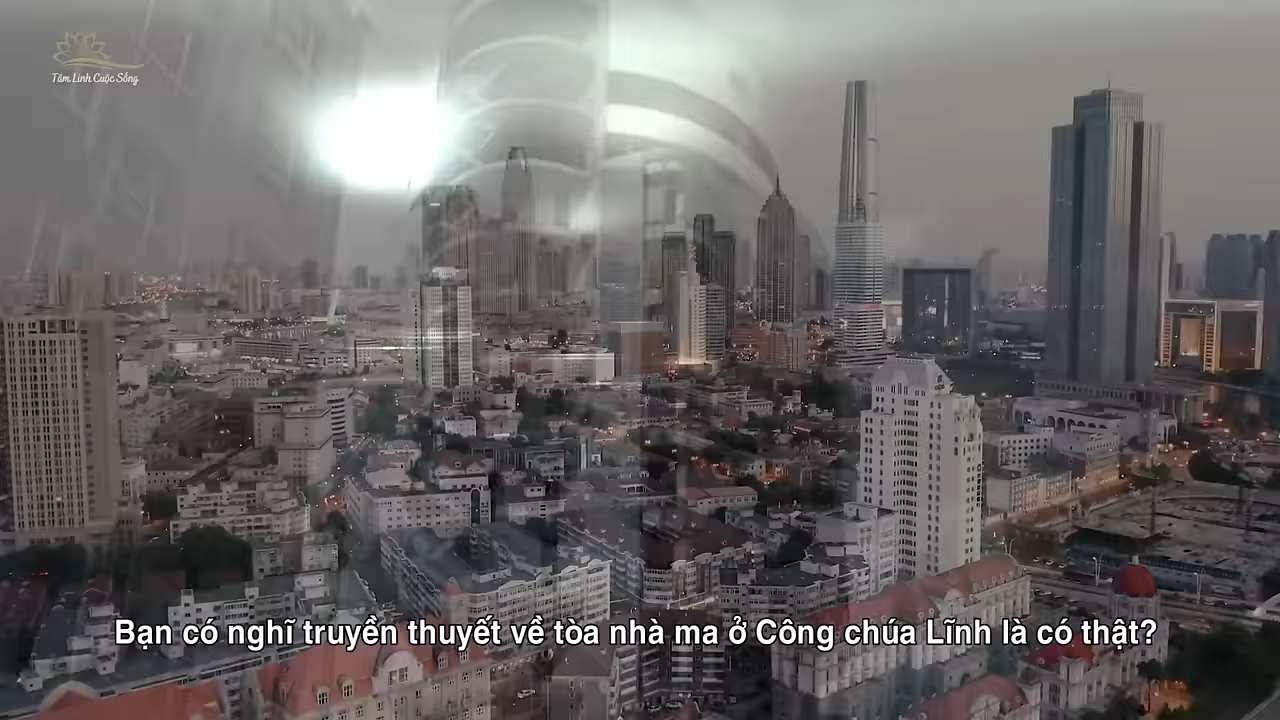 Tâm Linh Cuộc Sống
Bạn có nghĩ truyền thuyết về tòa nhà ma ở Công chúa Lĩnh là có thật?